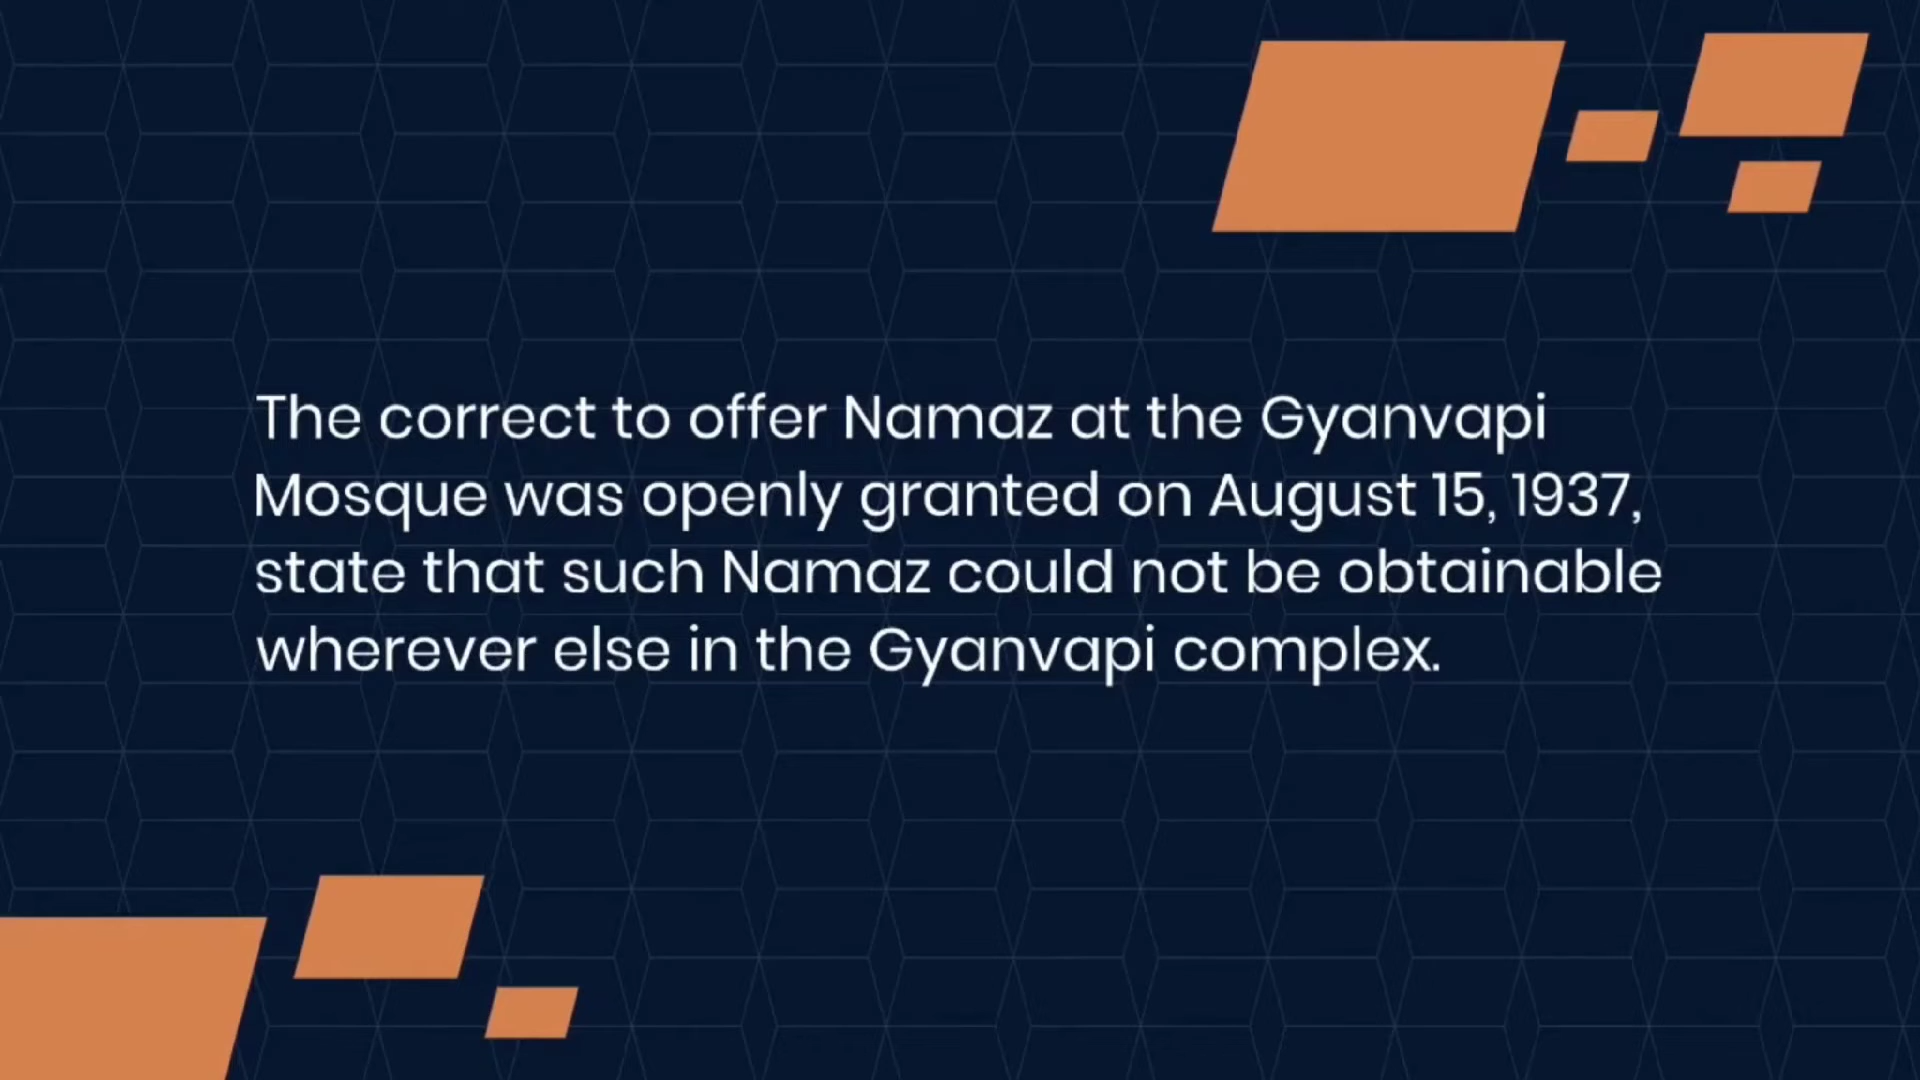 The correct to offer Namaz at the Gyanvapi
Mosque was openly granted on August 15, 1937,
state that such Namaz could not be obtainable
wherever else in the Gyanvapi complex.